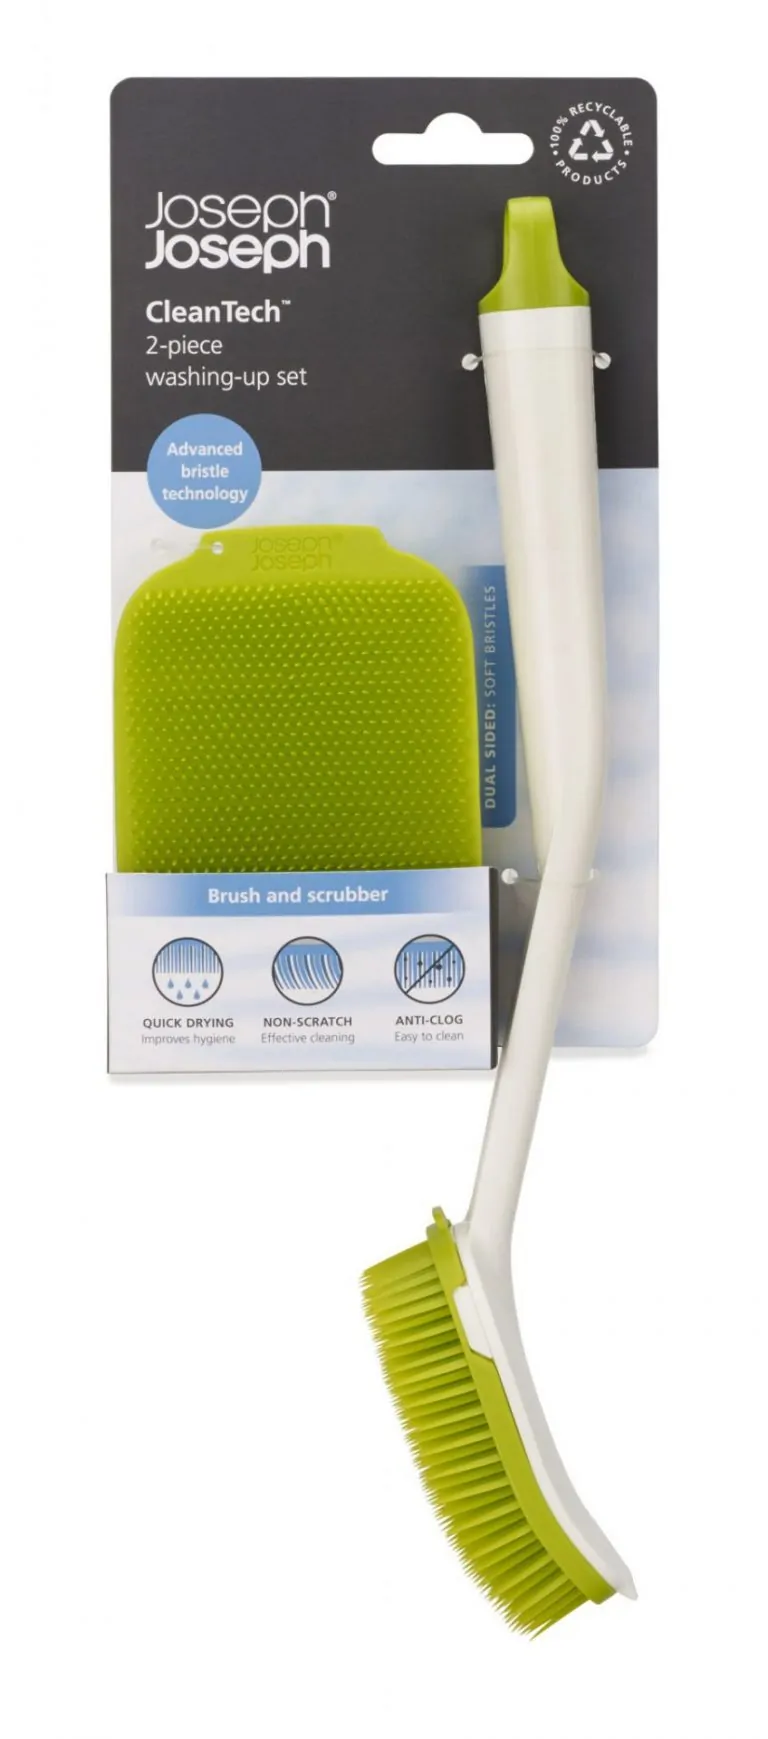 100% RECYCLABLE
PRODUCTS
Joseph®
Joseph
CleanTech™
2-piece
washing-up set
Advanced
bristle
technology
Joseph®
Joseph
DUAL SIDED: SOFT BRISTLES
Brush and scrubber
QUICK DRYING
Improves hygiene
NON-SCRATCH
Effective cleaning
ANTI-CLOG
Easy to clean